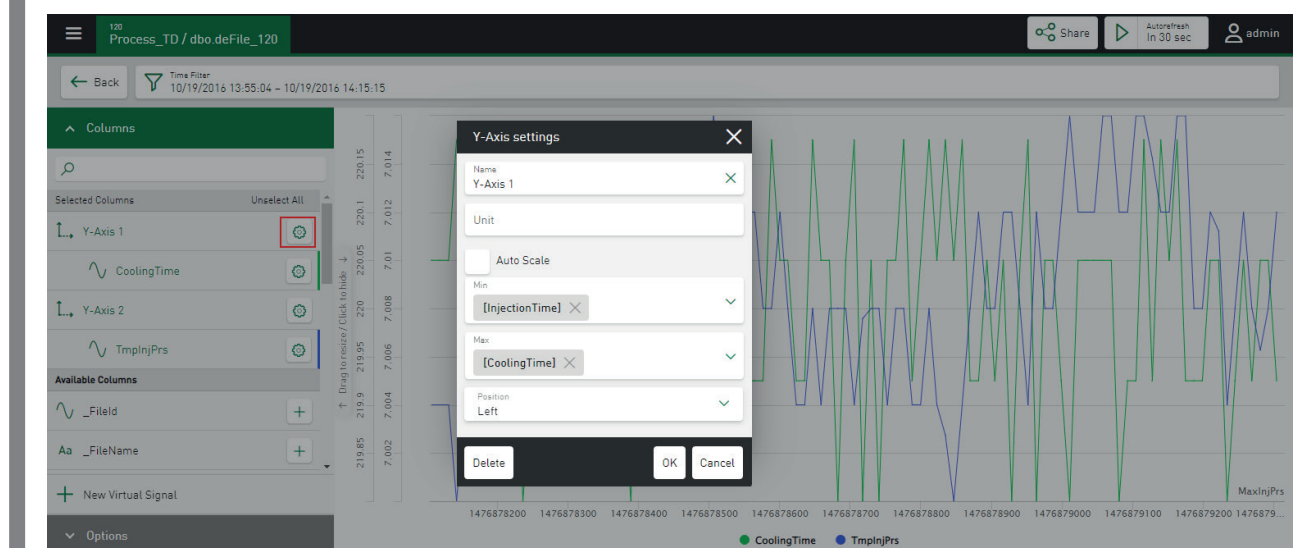 120
Process_TD / dbo.deFile_120
Share
Autorefresh
In 30 sec
admin
Back
Time Filter
10/19/2016 13:55:04 – 10/19/2016 14:15:15
Columns
Selected Columns Unselect All
Y-Axis 1
CoolingTime
Y-Axis 2
TmpInjPrs
Available Columns
_FileId
Aa _FileName
New Virtual Signal
Options
↑ Drag to resize / Click to hide ↑
220.15
220.1
220.05
220
219.95
219.9
219.85
7.014
7.012
7.01
7.008
7.006
7.004
7.002
Y-Axis settings
Name
Y-Axis 1
Unit
Auto Scale
Min
[InjectionTime]
Max
[CoolingTime]
Position
Left
Delete OK Cancel
MaxInjPrs
1476878200 1476878300 1476878400 1476878500 1476878600 1476878700 1476878800 1476878900 1476879000 1476879100 1476879200 1476879...
CoolingTime TmpInjPrs